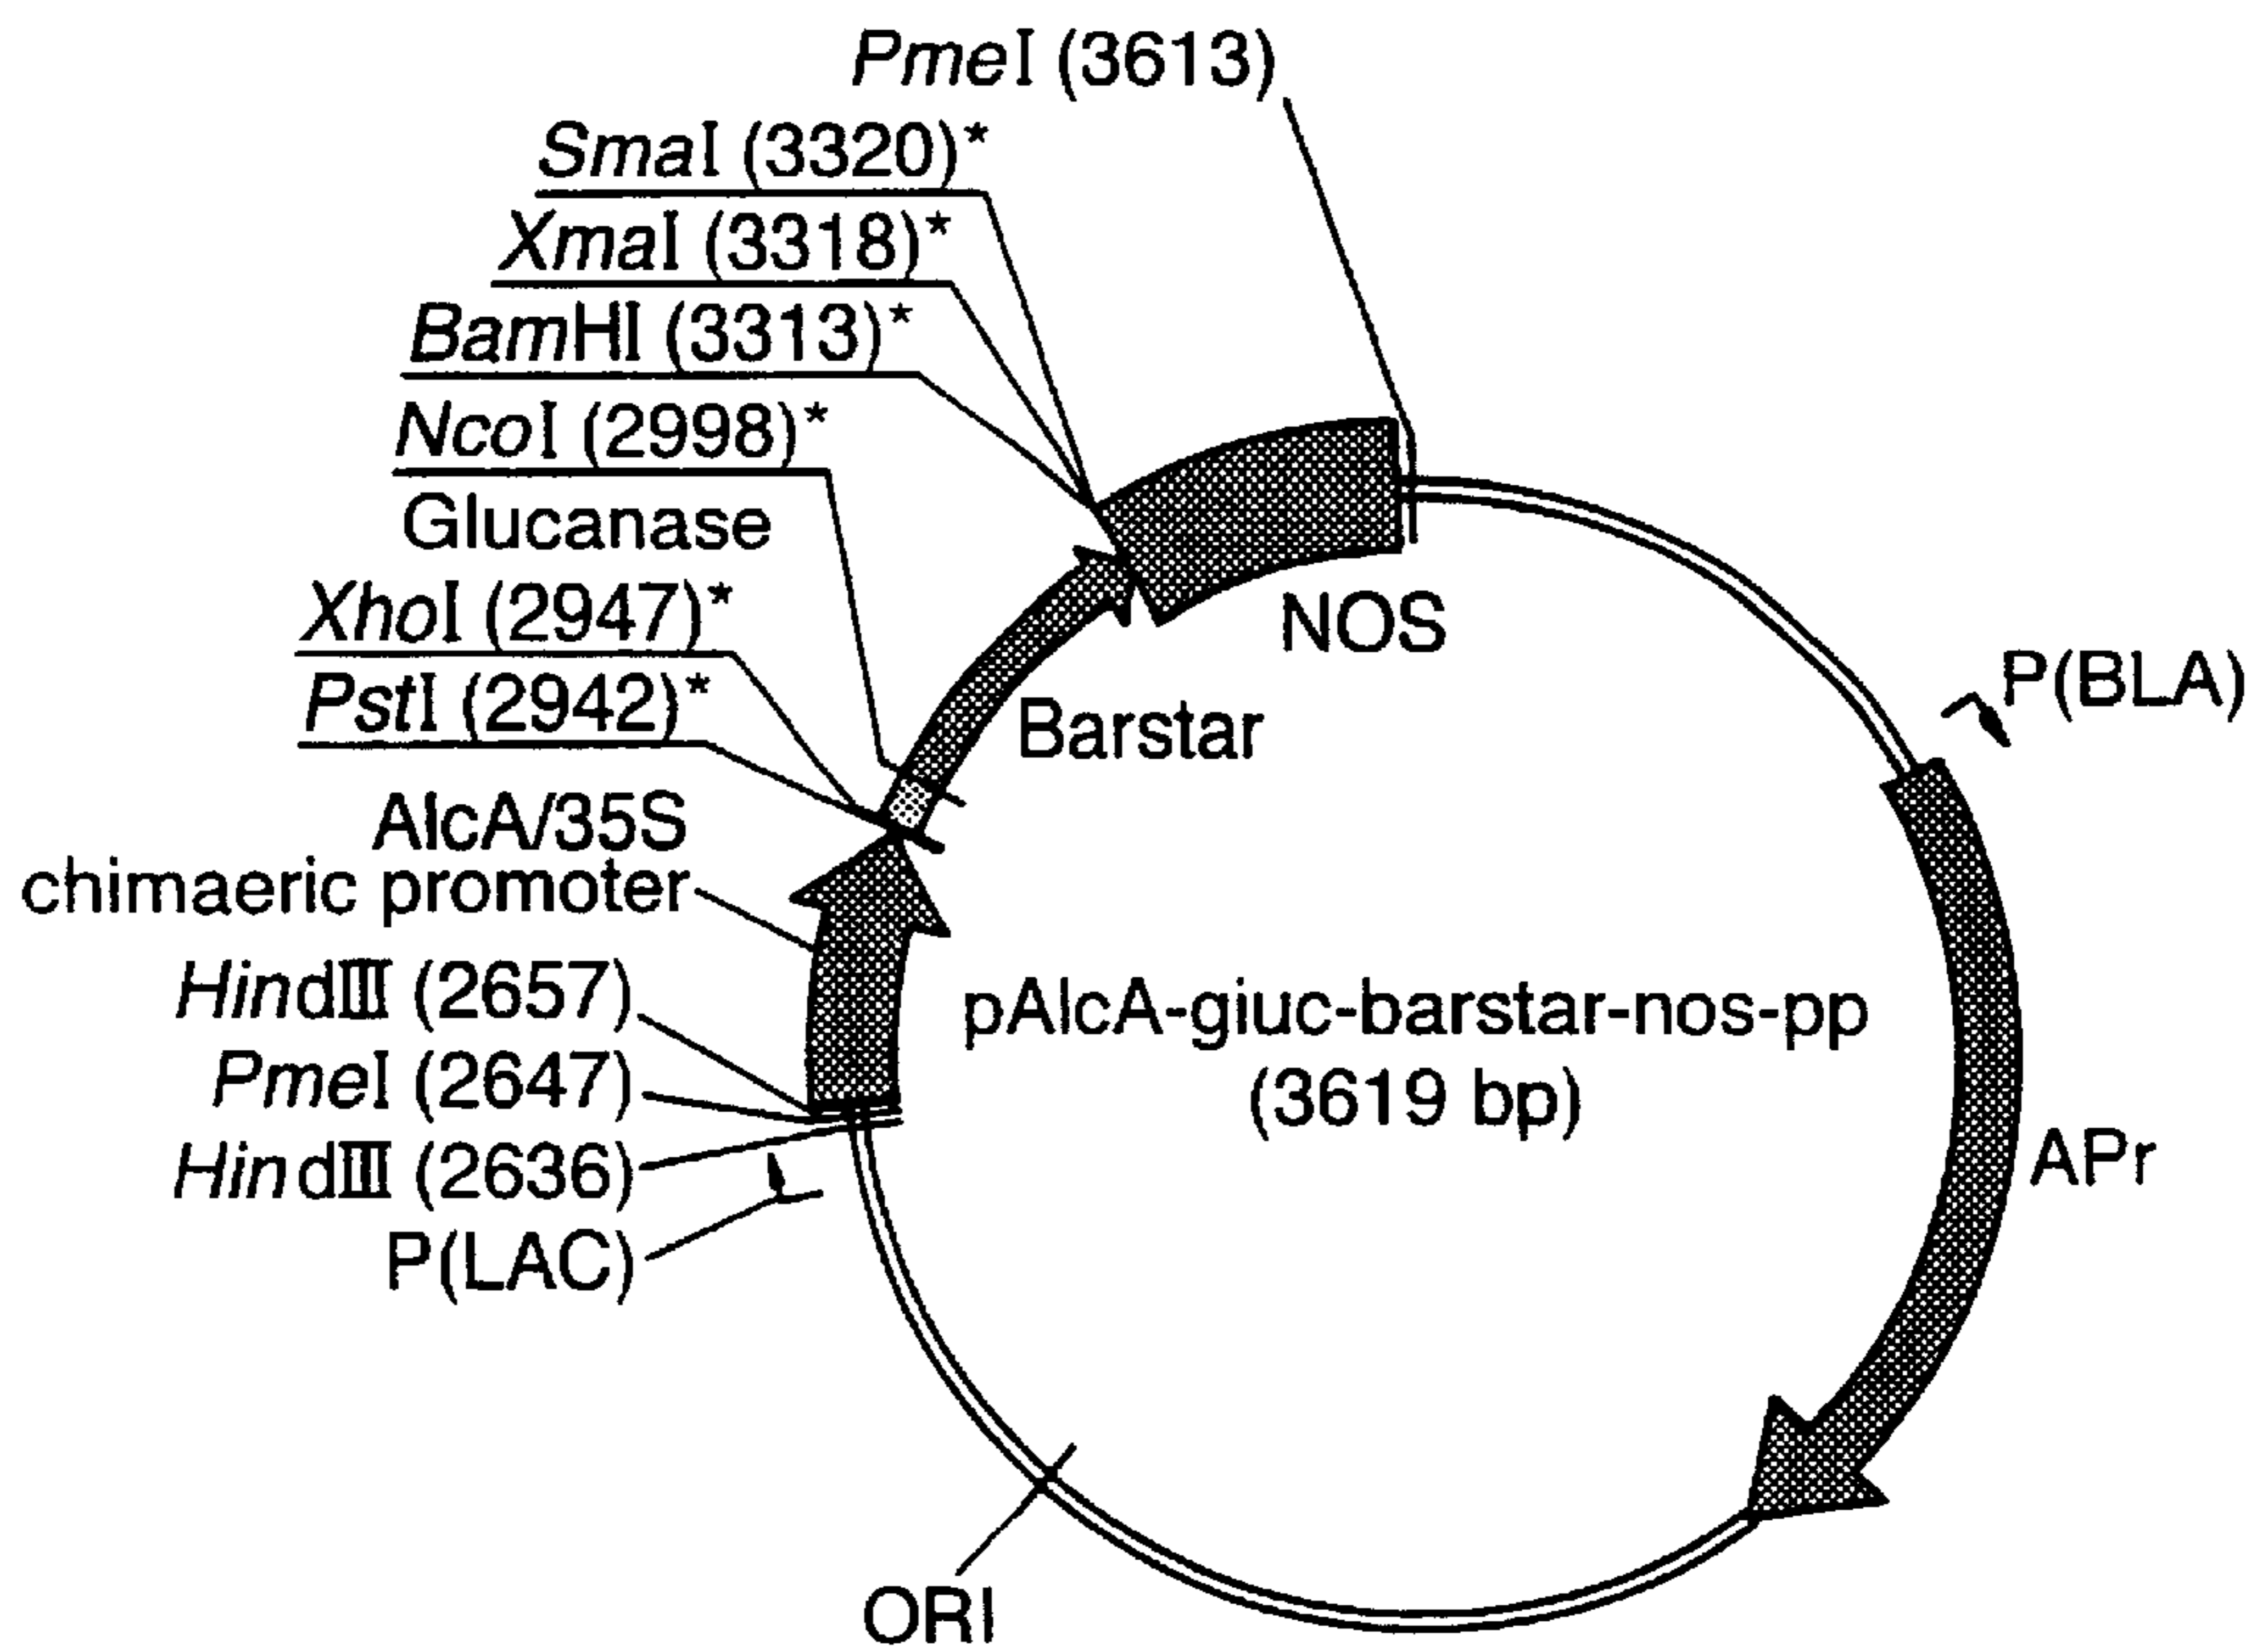 PmeI (3613)
SmaI (3320)*
XmaI (3318)*
BamHI (3313)*
NcoI (2998)*
Glucanase
XhoI (2947)*
PstI (2942)*
AlcA/35S
chimaeric promoter
HindIII (2657)
PmeI (2647)
HindIII (2636)
P(LAC)
ORI
NOS
Barstar
P(BLA)
APr
pAlcA-giuc-barstar-nos-pp
(3619 bp)